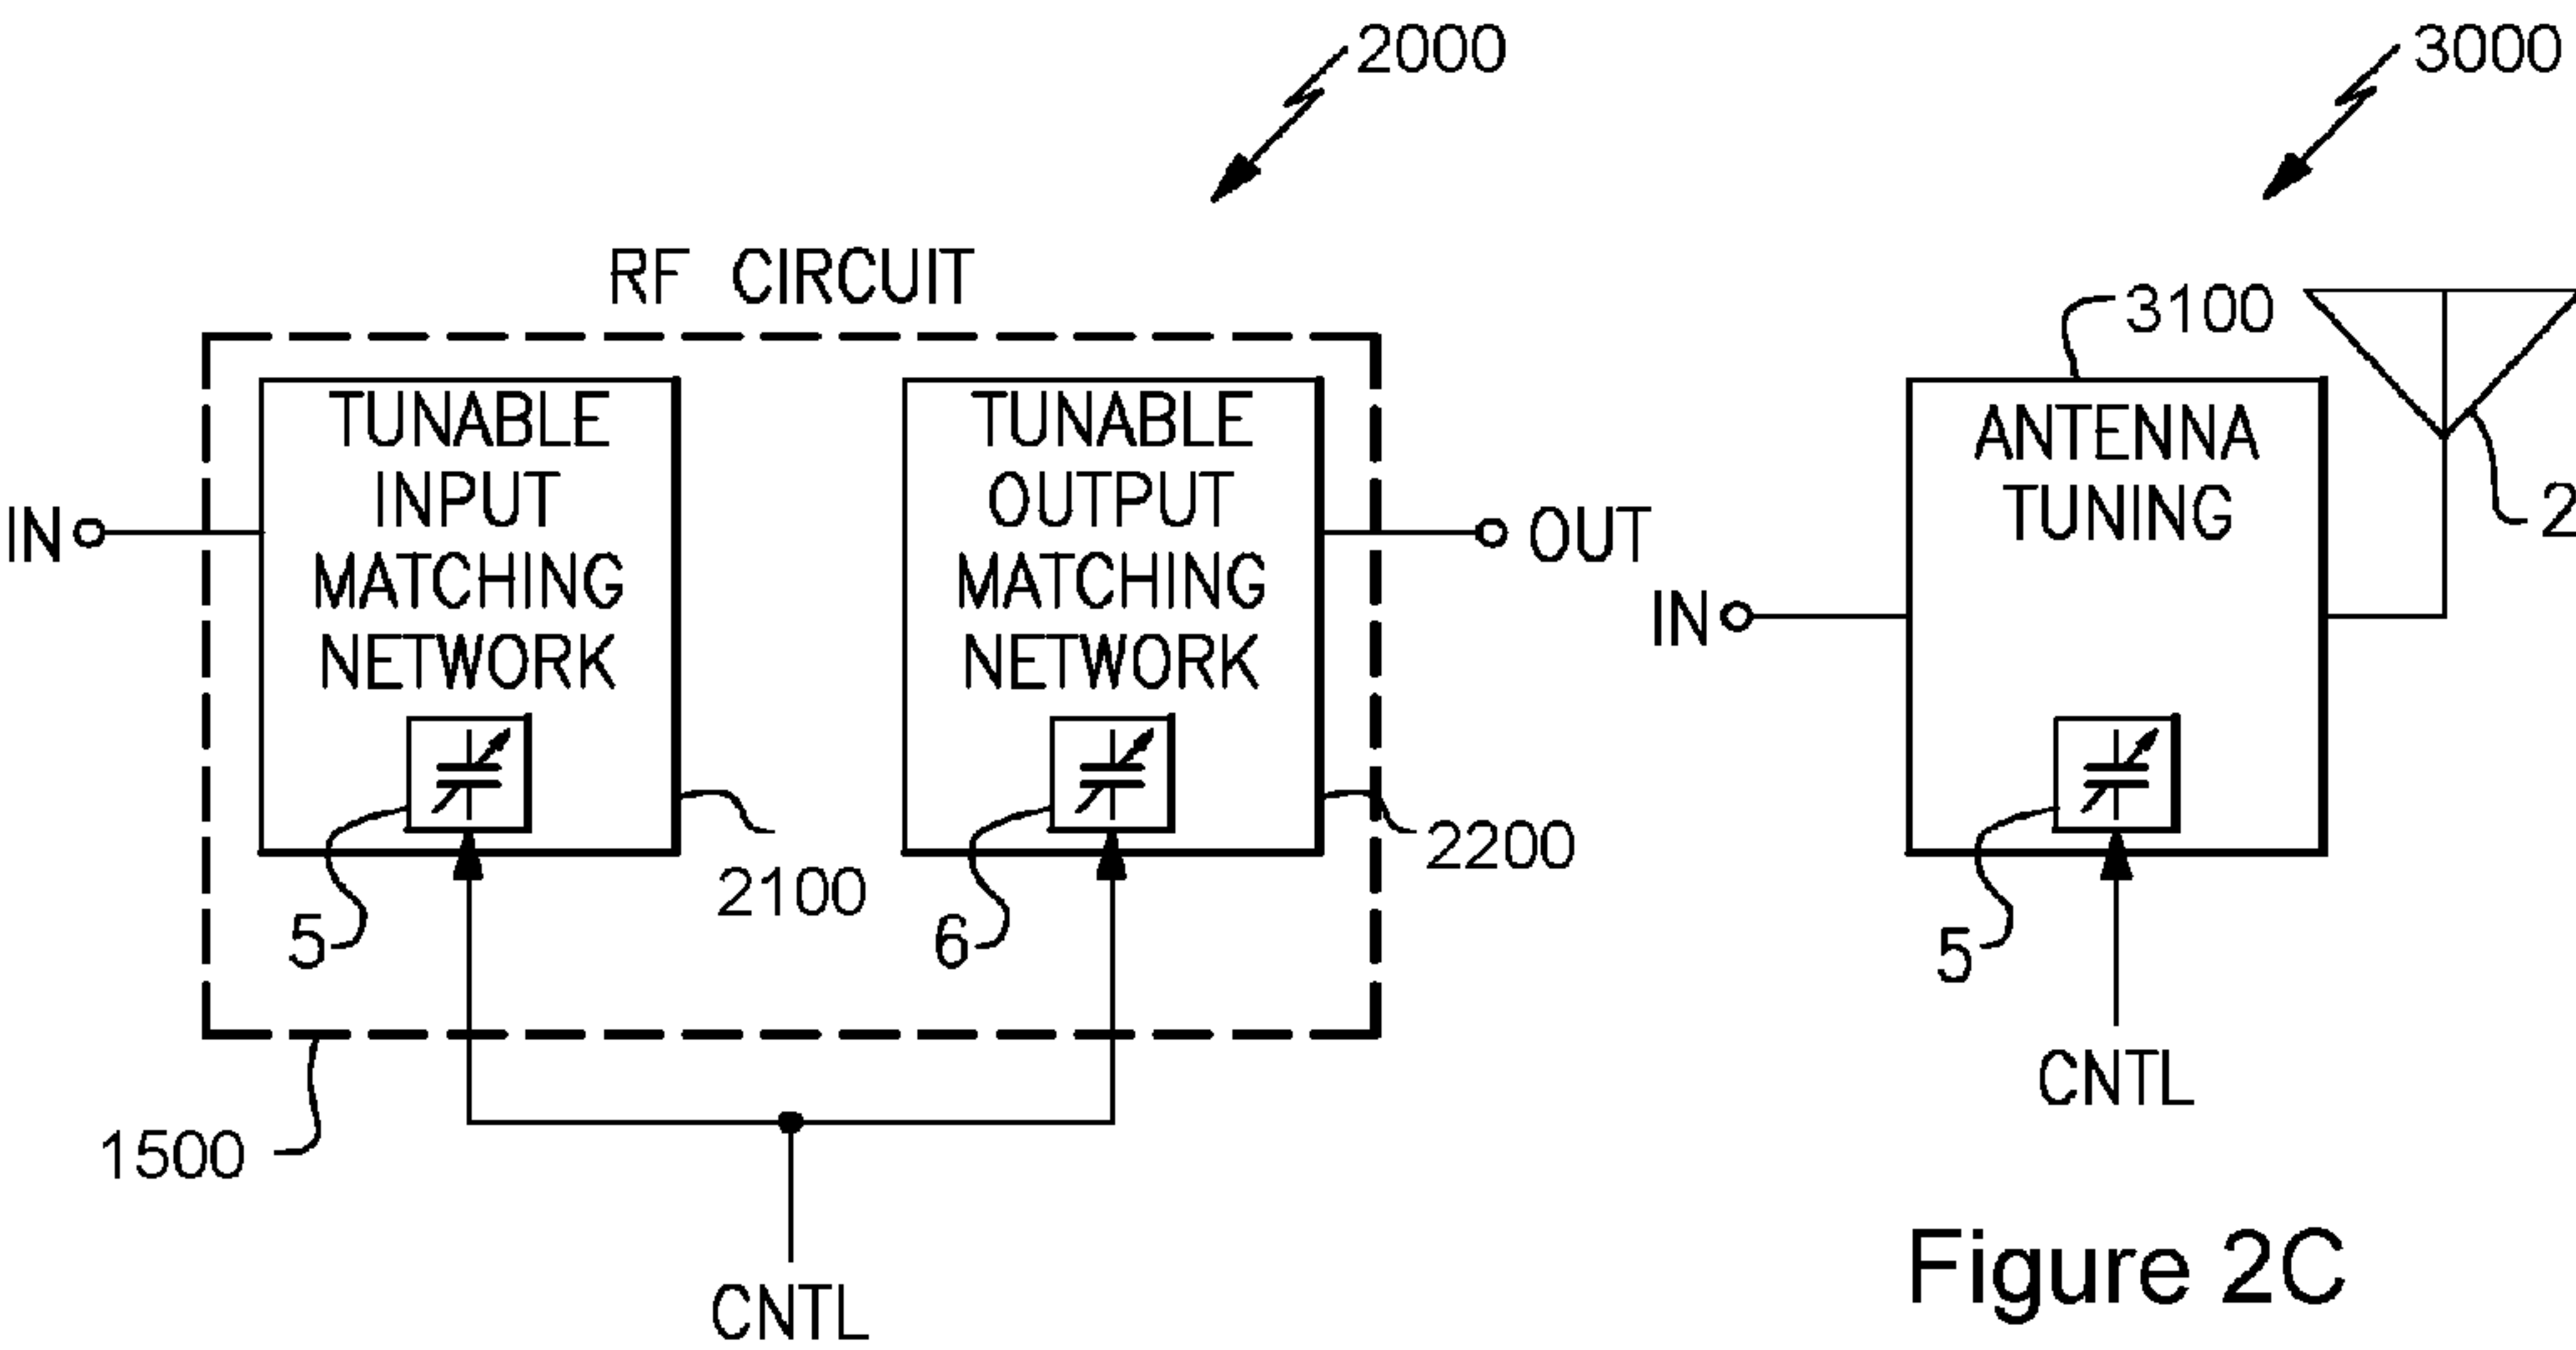 2000
RF CIRCUIT
TUNABLE
INPUT
MATCHING
NETWORK
TUNABLE
OUTPUT
MATCHING
NETWORK
IN
OUT
5
2100
6
2200
1500
CNTL
3000
3100
ANTENNA
TUNING
2
IN
5
CNTL
Figure 2C